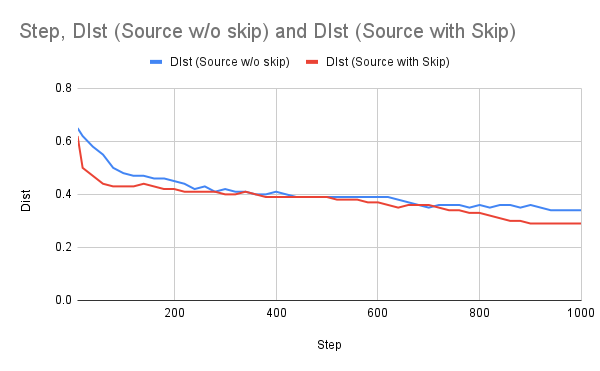 Step, DIst (Source w/o skip) and DIst (Source with Skip)
DIst (Source w/o skip) DIst (Source with Skip)
0.8
0.6
0.4
0.2
0.0
Dist
200 400 600 800 1000
Step